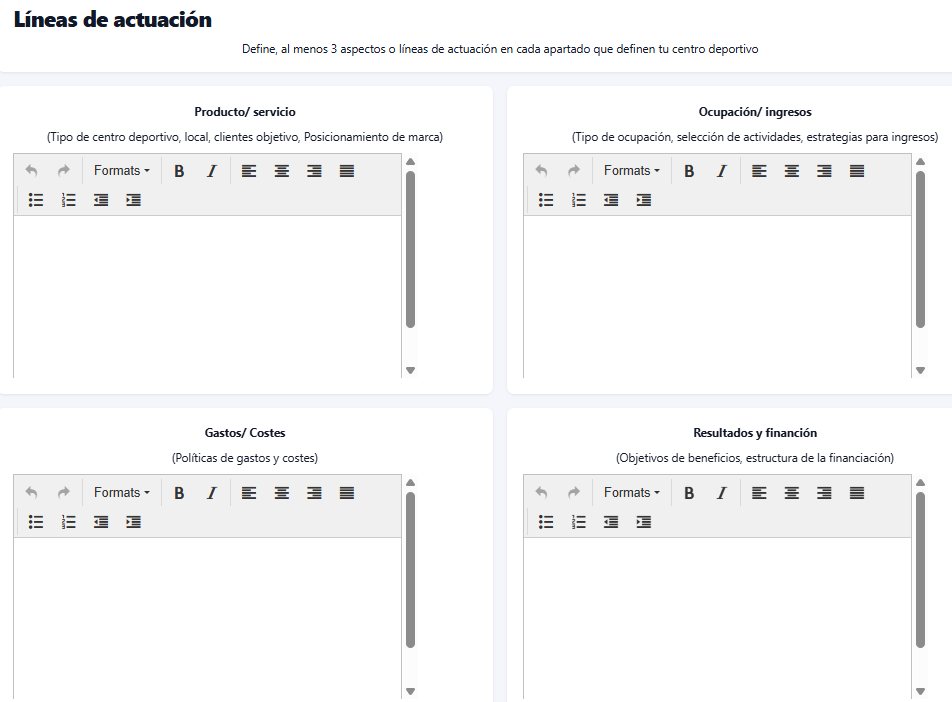 Líneas de actuación
Define, al menos 3 aspectos o líneas de actuación en cada apartado que definen tu centro deportivo
Producto/ servicio
(Tipo de centro deportivo, local, clientes objetivo, Posicionamiento de marca)
Formats
B I
Ocupación/ ingresos
(Tipo de ocupación, selección de actividades, estrategias para ingresos)
Formats
B I
Gastos/ Costes
(Políticas de gastos y costes)
Formats
B I
Resultados y financión
(Objetivos de beneficios, estructura de la financiación)
Formats
B I